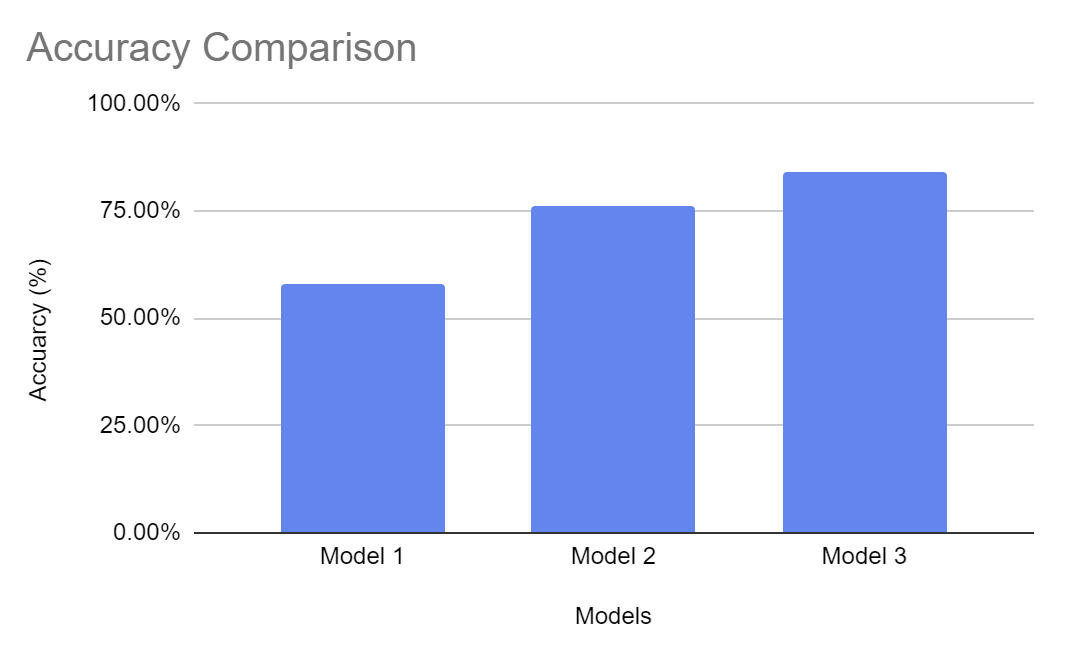 Accuracy Comparison
100.00%
75.00%
50.00%
25.00%
0.00%
Accuarcy (%)
Model 1
Model 2
Model 3
Models